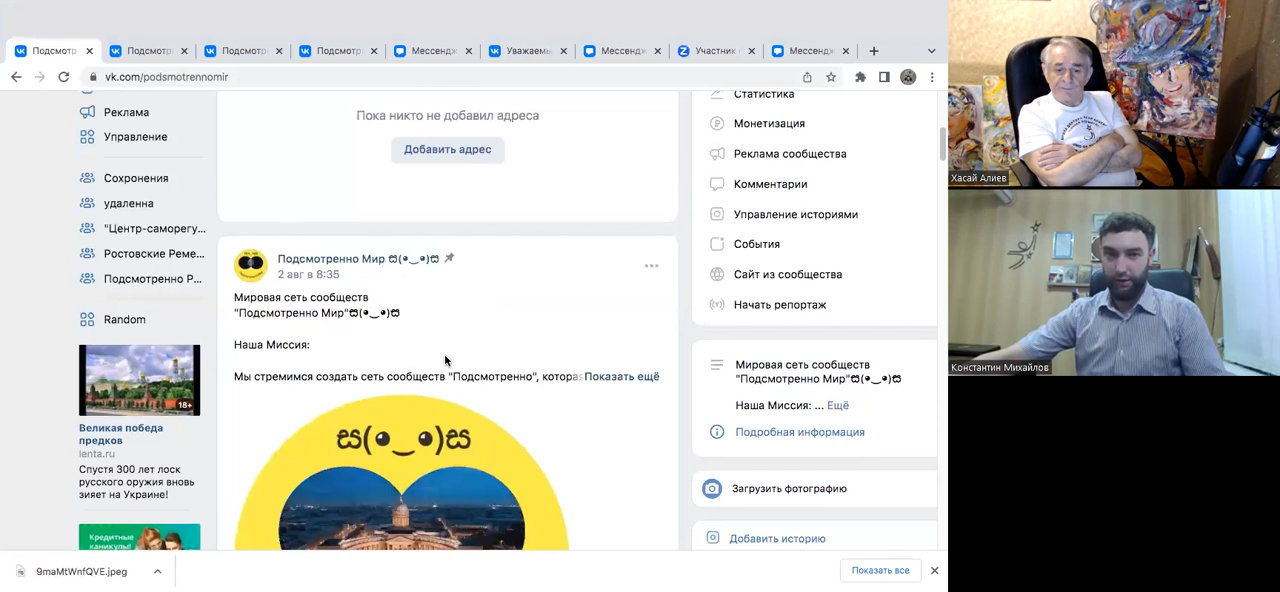 Подсмотр
Подсмотр
Подсмотр
Подсмотр
Мессендж
Уважаем
Мессендж
Участник
Мессендж
vk.com/podsmotrennomir
Реклама
Управление
Сохронения
удаленна
"Центр-саморегу...
Ростовские Реме...
Подсмотренно Р...
Random
18+
Великая победа
предков
lenta.ru
Спустя 300 лет лоск
русского оружия вновь
зияет на Украине!
Кредитные
каникулы!
Пока никто не добавил адреса
Добавить адрес
Подсмотренно Мир ස(•‿•)ස
2 авг в 8:35
Мировая сеть сообществ
"Подсмотренно Мир"ස(•‿•)ස
Наша Миссия:
Мы стремимся создать сеть сообществ "Подсмотренно", котора Показать ещё
ස(•‿•)ස
Статистика
Монетизация
Реклама сообщества
Комментарии
Управление историями
События
Сайт из сообщества
Начать репортаж
Мировая сеть сообществ
"Подсмотренно Мир"ස(•‿•)ස
Наша Миссия: ... Ещё
Подробная информация
Загрузить фотографию
Добавить историю
9maMtWnfQVE.jpeg
Показать все
Хасай Алиев
Константин Михайлов